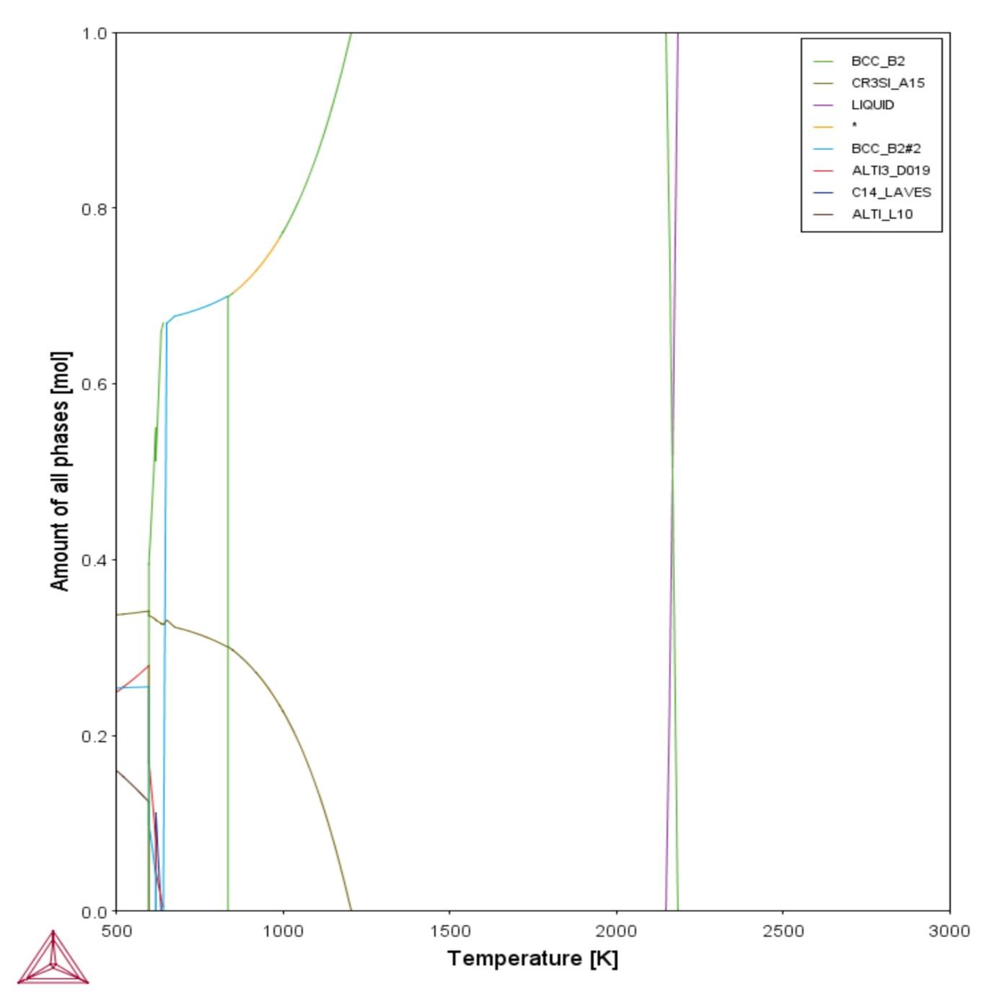 1.0
0.8
0.6
0.4
0.2
0.0
Amount of all phases [mol]
BCC_B2
CR3SI_A15
LIQUID
*
BCC_B2#2
ALTI3_D019
C14_LAVES
ALTI_L10
500 1000 1500 2000 2500 3000
Temperature [K]